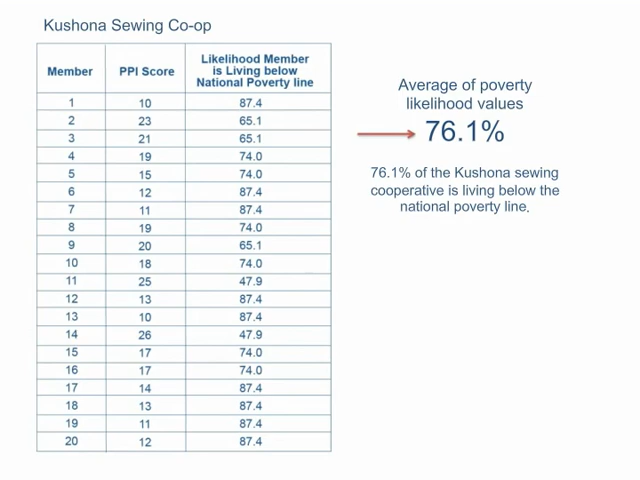 Kushona Sewing Co-op
Member PPI Score Likelihood Member is Living below National Poverty line
1 10 87.4
2 23 65.1
3 21 65.1
4 19 74.0
5 15 74.0
6 12 87.4
7 11 87.4
8 19 74.0
9 20 65.1
10 18 74.0
11 25 47.9
12 13 87.4
13 10 87.4
14 26 47.9
15 17 74.0
16 17 74.0
17 14 87.4
18 13 87.4
19 11 87.4
20 12 87.4
Average of poverty
likelihood values
76.1%
76.1% of the Kushona sewing
cooperative is living below the
national poverty line.